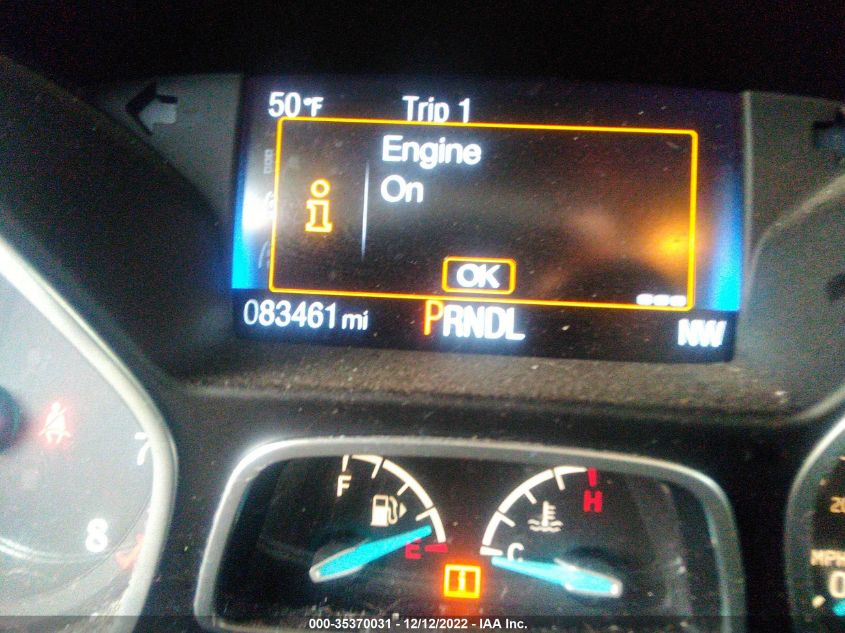 50°F Trip 1
Engine
On
i
OK
083461 mi PRNDL NW
7
8
F
E
C
H
MPH
000-35370031 - 12/12/2022 - IAA Inc.